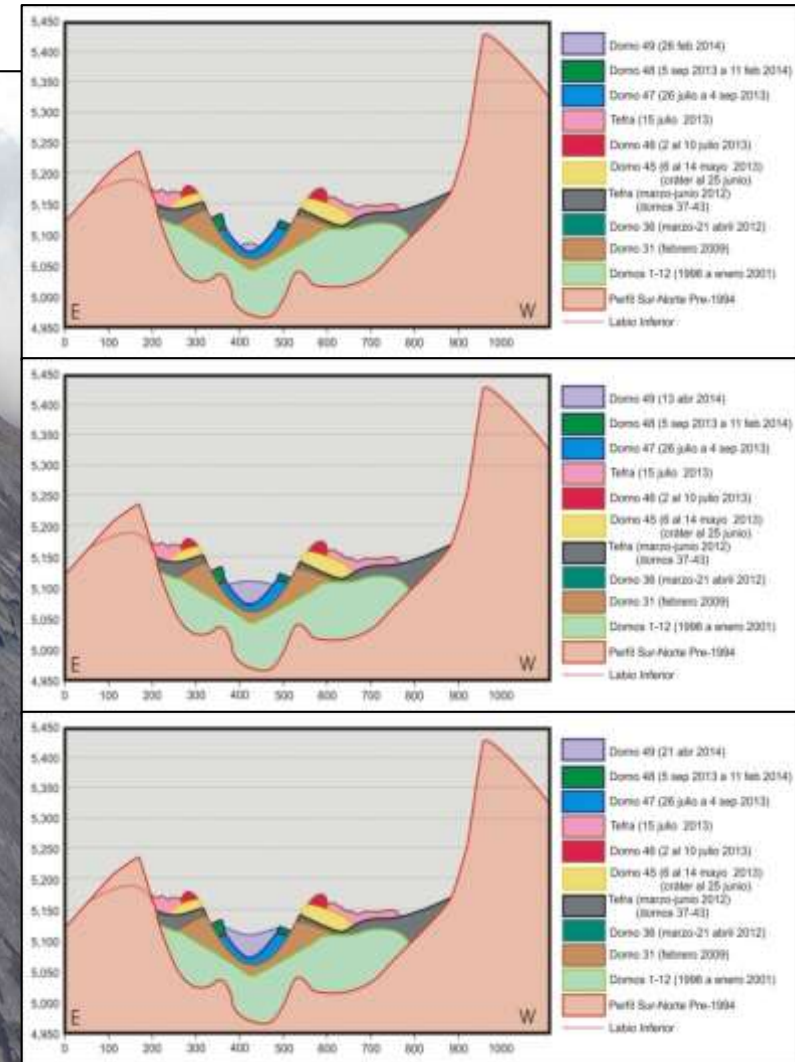 5,450
5,400
5,350
5,300
5,250
5,200
5,150
5,100
5,050
5,000
4,950
E
W
0 100 200 300 400 500 600 700 800 900 1000
Domo 49 (26 feb 2014)
Domo 48 (5 sep 2013 a 11 feb 2014)
Domo 47 (26 julio a 4 sep 2013)
Tefra (15 julio 2013)
Domo 46 (2 al 10 julio 2013)
Domo 45 (6 al 14 mayo 2013)
(cráter al 25 junio)
Tefra (marzo-junio 2012)
(domos 37-43)
Domo 36 (marzo-21 abril 2012)
Domo 31 (febrero 2009)
Domos 1-12 (1996 a enero 2001)
Perfil Sur-Norte Pre-1994
Labio Inferior
5,450
5,400
5,350
5,300
5,250
5,200
5,150
5,100
5,050
5,000
4,950
E
W
0 100 200 300 400 500 600 700 800 900 1000
Domo 49 (13 abr 2014)
Domo 48 (5 sep 2013 a 11 feb 2014)
Domo 47 (26 julio a 4 sep 2013)
Tefra (15 julio 2013)
Domo 46 (2 al 10 julio 2013)
Domo 45 (6 al 14 mayo 2013)
(cráter al 25 junio)
Tefra (marzo-junio 2012)
(domos 37-43)
Domo 36 (marzo-21 abril 2012)
Domo 31 (febrero 2009)
Domos 1-12 (1996 a enero 2001)
Perfil Sur-Norte Pre-1994
Labio Inferior
5,450
5,400
5,350
5,300
5,250
5,200
5,150
5,100
5,050
5,000
4,950
E
W
0 100 200 300 400 500 600 700 800 900 1000
Domo 49 (21 abr 2014)
Domo 48 (5 sep 2013 a 11 feb 2014)
Domo 47 (26 julio a 4 sep 2013)
Tefra (15 julio 2013)
Domo 46 (2 al 10 julio 2013)
Domo 45 (6 al 14 mayo 2013)
(cráter al 25 junio)
Tefra (marzo-junio 2012)
(domos 37-43)
Domo 36 (marzo-21 abril 2012)
Domo 31 (febrero 2009)
Domos 1-12 (1996 a enero 2001)
Perfil Sur-Norte Pre-1994
Labio Inferior